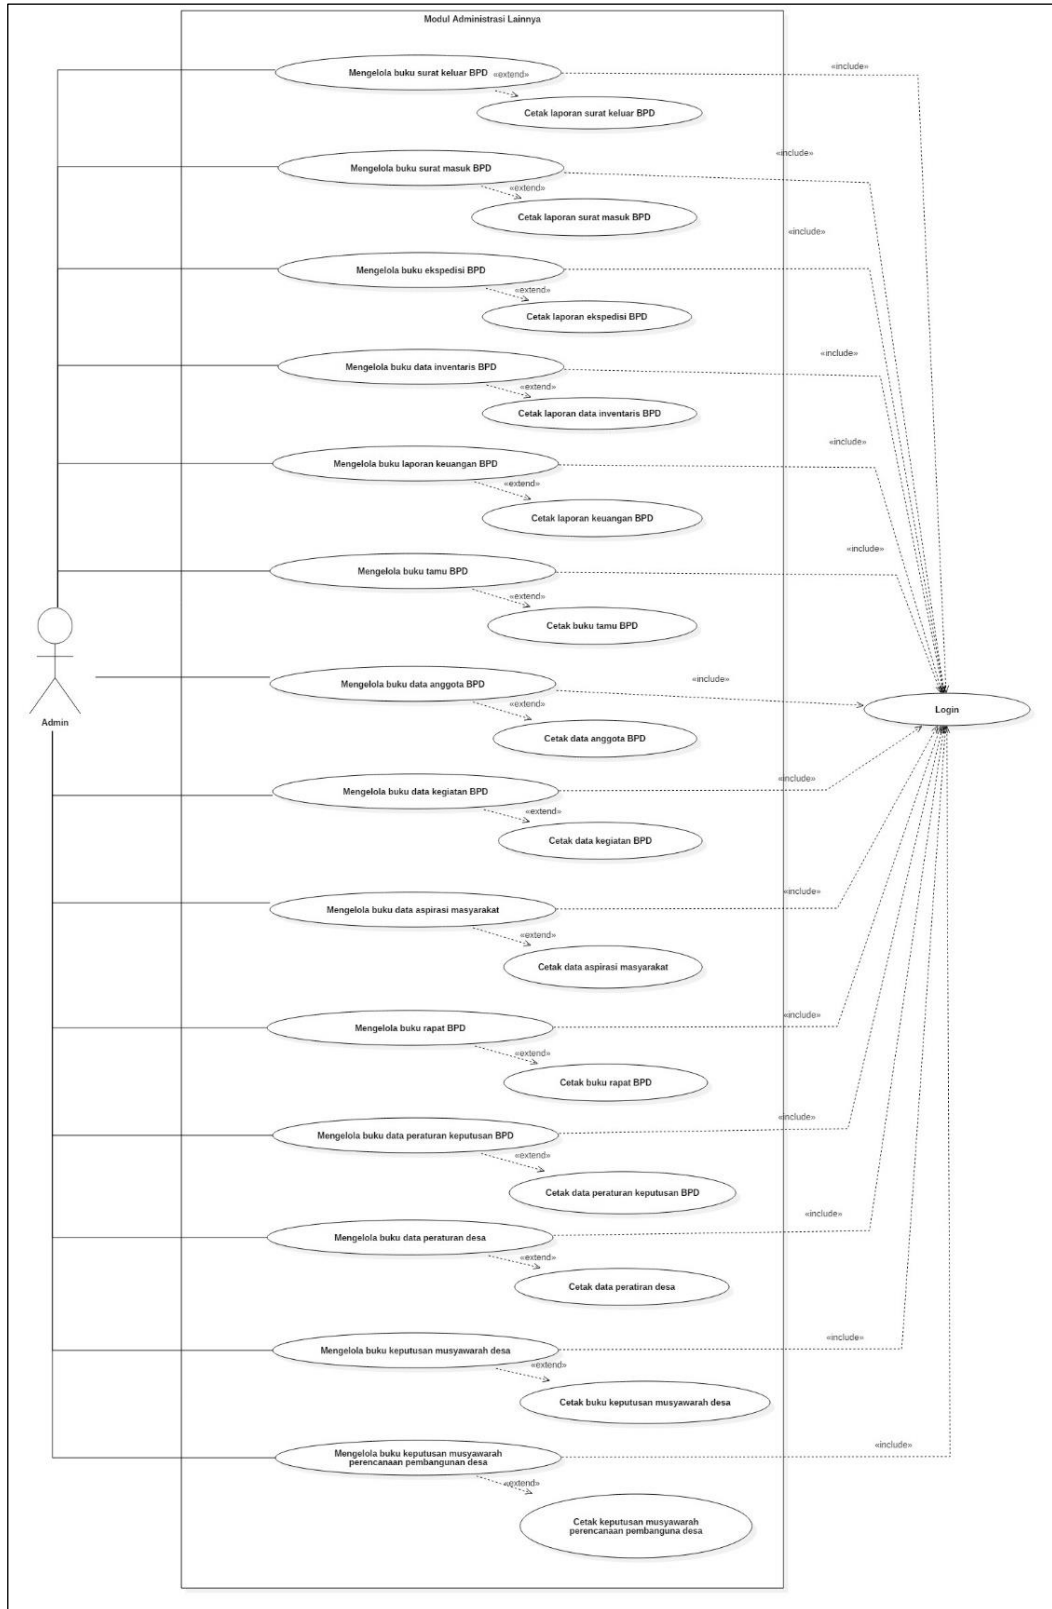 Modul Administrasi Lainnya
Mengelola buku surat keluar BPD
«extend»
«include»
Cetak laporan surat keluar BPD
Mengelola buku surat masuk BPD
«include»
«extend»
Cetak laporan surat masuk BPD
«include»
Mengelola buku ekspedisi BPD
«extend»
Cetak laporan ekspedisi BPD
«include»
Mengelola buku data inventaris BPD
«extend»
Cetak laporan data inventaris BPD
«include»
Mengelola buku laporan keuangan BPD
«extend»
Cetak laporan keuangan BPD
«include»
Mengelola buku tamu BPD
«extend»
Cetak buku tamu BPD
Admin
Mengelola buku data anggota BPD
«include»
«extend»
Login
Cetak data anggota BPD
«include»
Mengelola buku data kegiatan BPD
«extend»
Cetak data kegiatan BPD
«include»
Mengelola buku data aspirasi masyarakat
«extend»
Cetak data aspirasi masyarakat
«include»
Mengelola buku rapat BPD
«extend»
Cetak buku rapat BPD
«include»
Mengelola buku data peraturan keputusan BPD
«extend»
Cetak data peraturan keputusan BPD
«include»
Mengelola buku data peraturan desa
«extend»
Cetak data peratiran desa
«include»
Mengelola buku keputusan musyawarah desa
«extend»
Cetak buku keputusan musyawarah desa
«include»
Mengelola buku keputusan musyawarah
perencanaan pembangunan desa
«extend»
Cetak keputusan musyawarah
perencanaan pembanguna desa